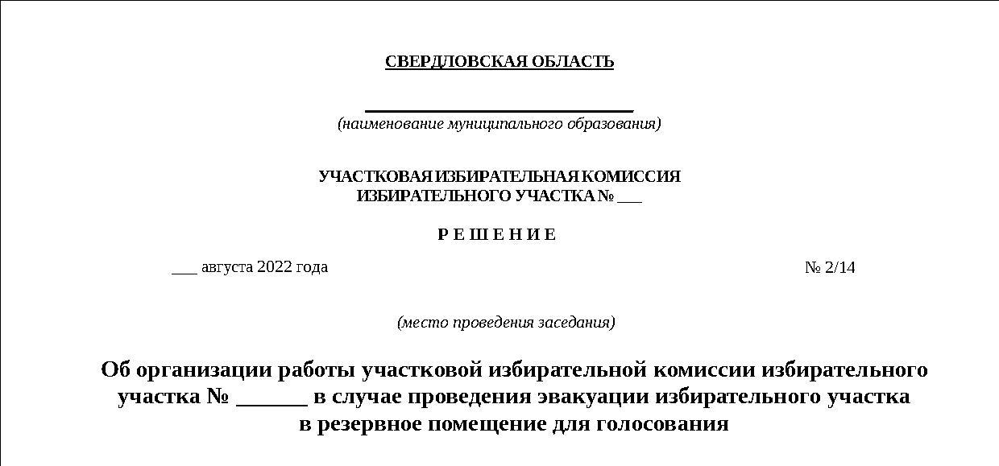 СВЕРДЛОВСКАЯ ОБЛАСТЬ
(наименование муниципального образования)
УЧАСТКОВАЯ ИЗБИРАТЕЛЬНАЯ КОМИССИЯ
ИЗБИРАТЕЛЬНОГО УЧАСТКА № ___
Р Е Ш Е Н И Е
___ августа 2022 года № 2/14
(место проведения заседания)
Об организации работы участковой избирательной комиссии избирательного
участка № ______ в случае проведения эвакуации избирательного участка
в резервное помещение для голосования